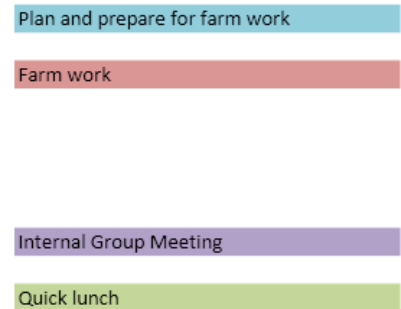 Plan and prepare for farm work
Farm work
Internal Group Meeting
Quick lunch